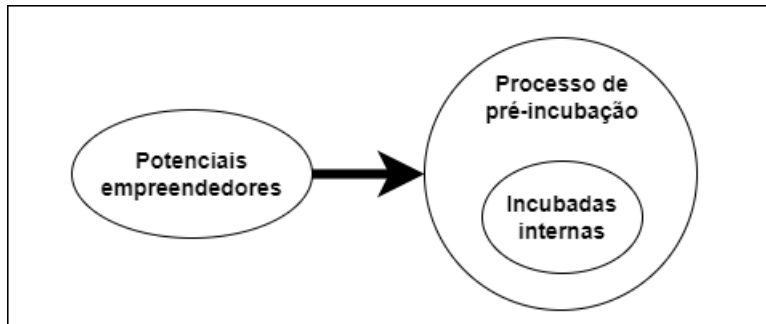 Potenciais
empreendedores
Processo de
pré-incubação
Incubadas
internas